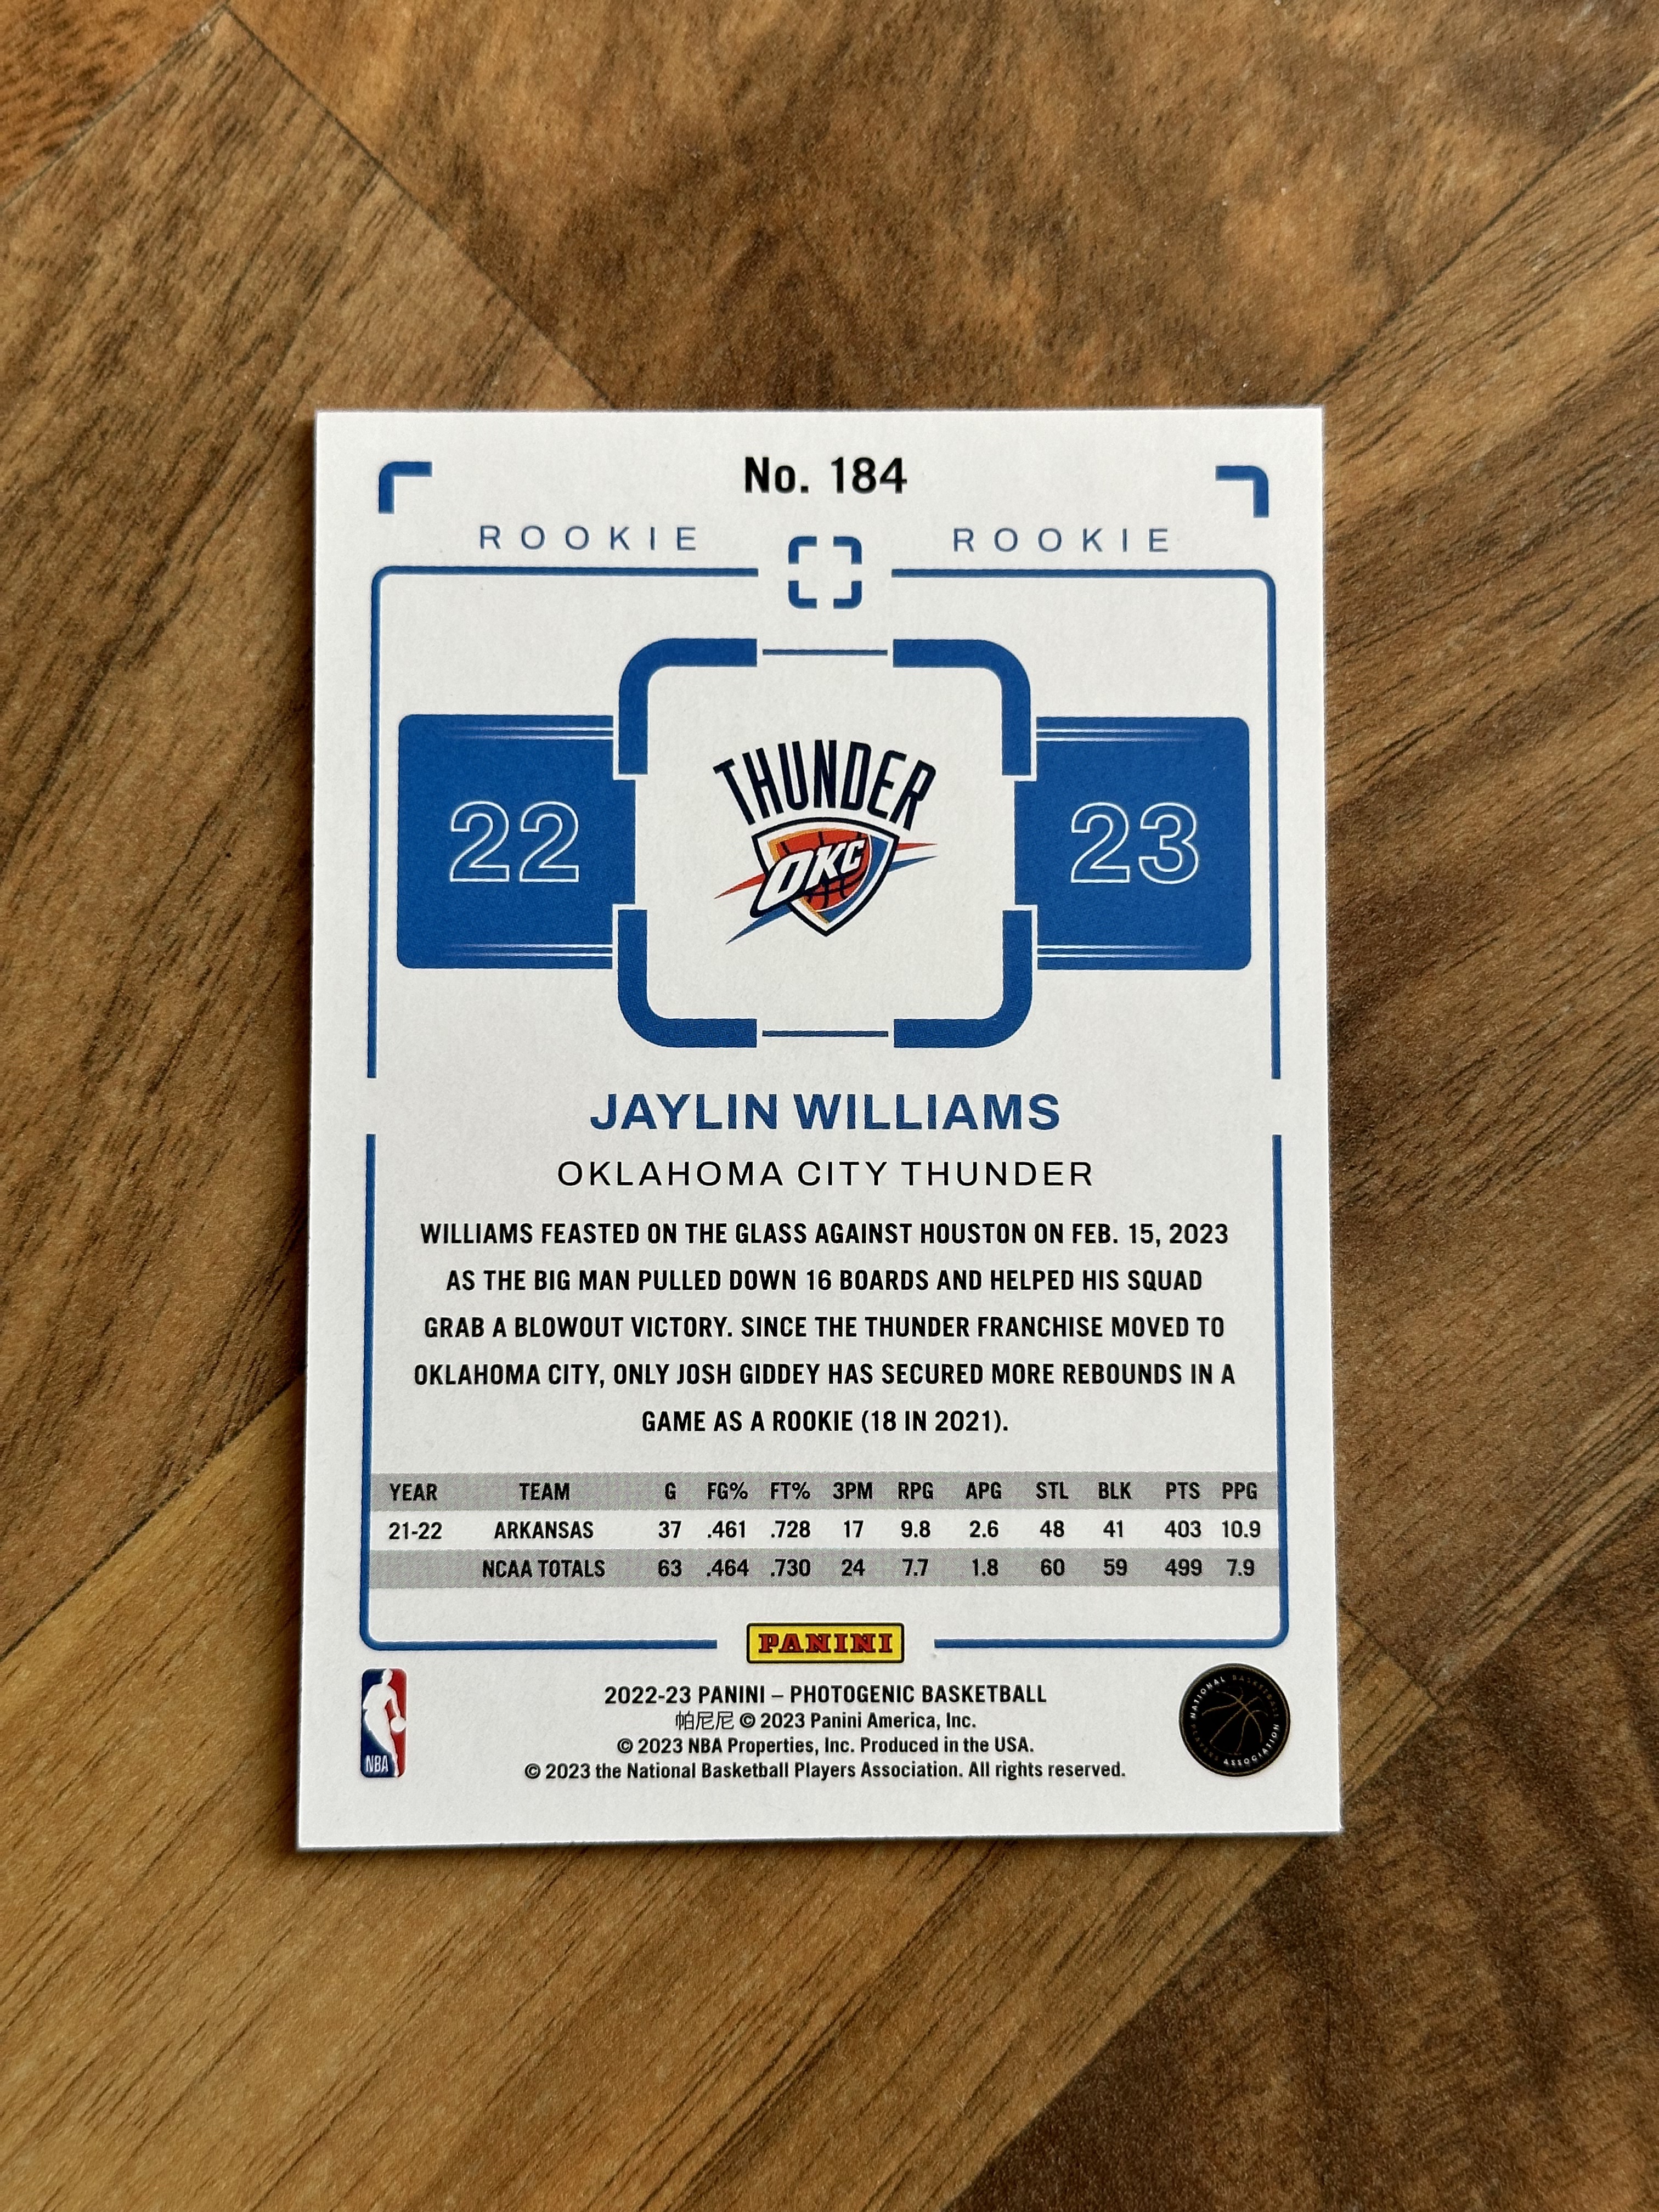 No. 184
ROOKIE ROOKIE
THUNDER
OKC
22 23
JAYLIN WILLIAMS
OKLAHOMA CITY THUNDER
WILLIAMS FEASTED ON THE GLASS AGAINST HOUSTON ON FEB. 15, 2023
AS THE BIG MAN PULLED DOWN 16 BOARDS AND HELPED HIS SQUAD
GRAB A BLOWOUT VICTORY. SINCE THE THUNDER FRANCHISE MOVED TO
OKLAHOMA CITY, ONLY JOSH GIDDEY HAS SECURED MORE REBOUNDS IN A
GAME AS A ROOKIE (18 IN 2021).
YEAR TEAM G FG% FT% 3PM RPG APG STL BLK PTS PPG
21-22 ARKANSAS 37 .461 .728 17 9.8 2.6 48 41 403 10.9
NCAA TOTALS 63 .464 .730 24 7.7 1.8 60 59 499 7.9
PANINI
2022-23 PANINI – PHOTOGENIC BASKETBALL
帕尼尼 © 2023 Panini America, Inc.
© 2023 NBA Properties, Inc. Produced in the USA.
© 2023 the National Basketball Players Association. All rights reserved.
NBA
NATIONAL BASKETBALL PLAYERS ASSOCIATION